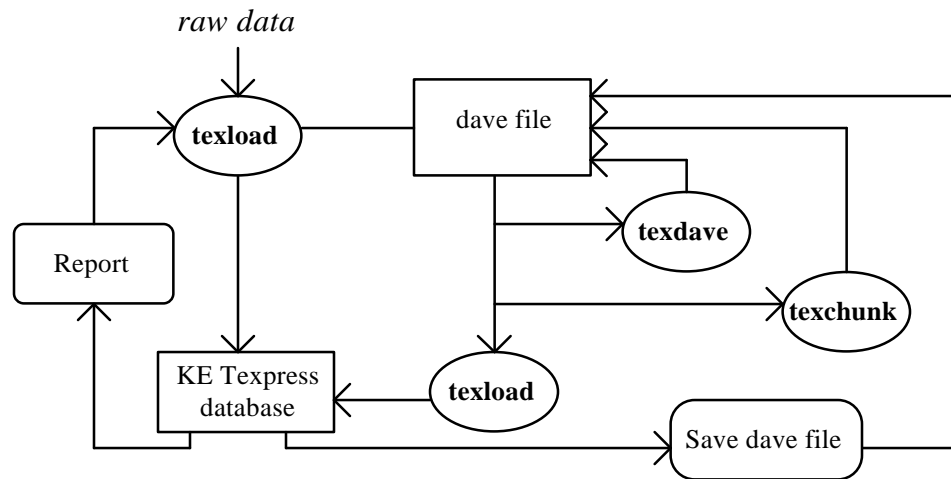 raw data
texload
dave file
texdave
Report
texchunk
KE Texpress
database
texload
Save dave file